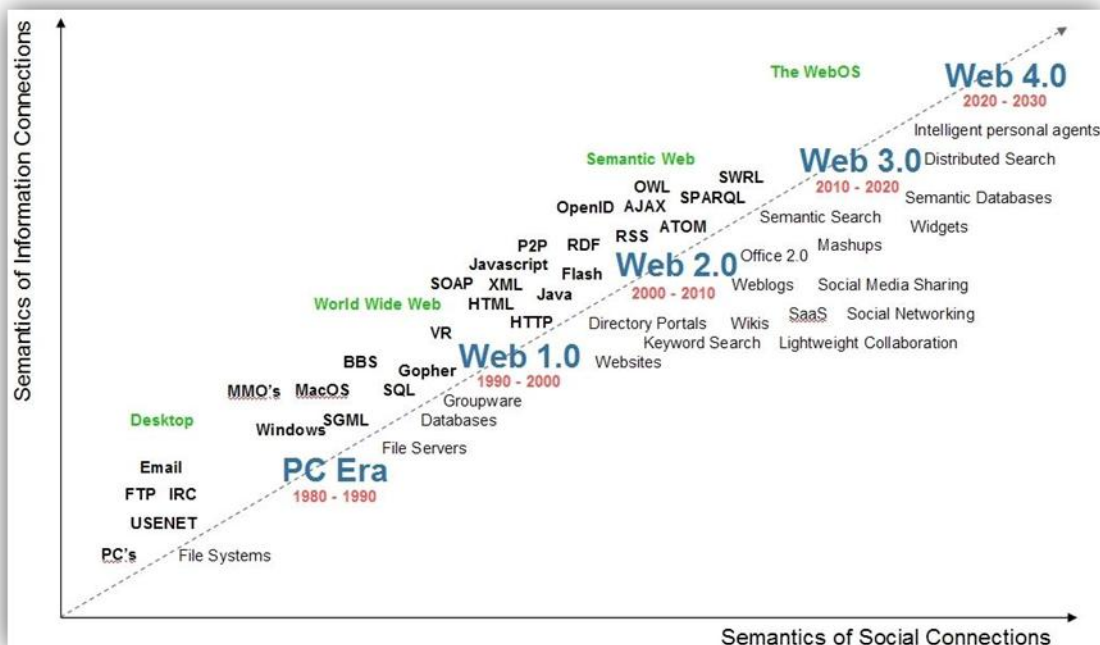 Semantics of Information Connections
The WebOS
Web 4.0
2020 - 2030
Intelligent personal agents
Semantic Web
Web 3.0
2010 - 2020
Distributed Search
SWRL
OWL
SPARQL
Semantic Databases
OpenID
AJAX
Semantic Search
Widgets
ATOM
RSS
P2P
RDF
Mashups
Office 2.0
Javascript
Web 2.0
2000 - 2010
Flash
SOAP
XML
Weblogs
Social Media Sharing
Java
World Wide Web
HTML
SaaS
Social Networking
HTTP
Directory Portals
Wikis
VR
Keyword Search
Lightweight Collaboration
Web 1.0
1990 - 2000
Websites
BBS
Gopher
MMO's
MacOS
SQL
Groupware
Desktop
SGML
Databases
Windows
File Servers
Email
PC Era
1980 - 1990
FTP
IRC
USENET
PC's
File Systems
Semantics of Social Connections